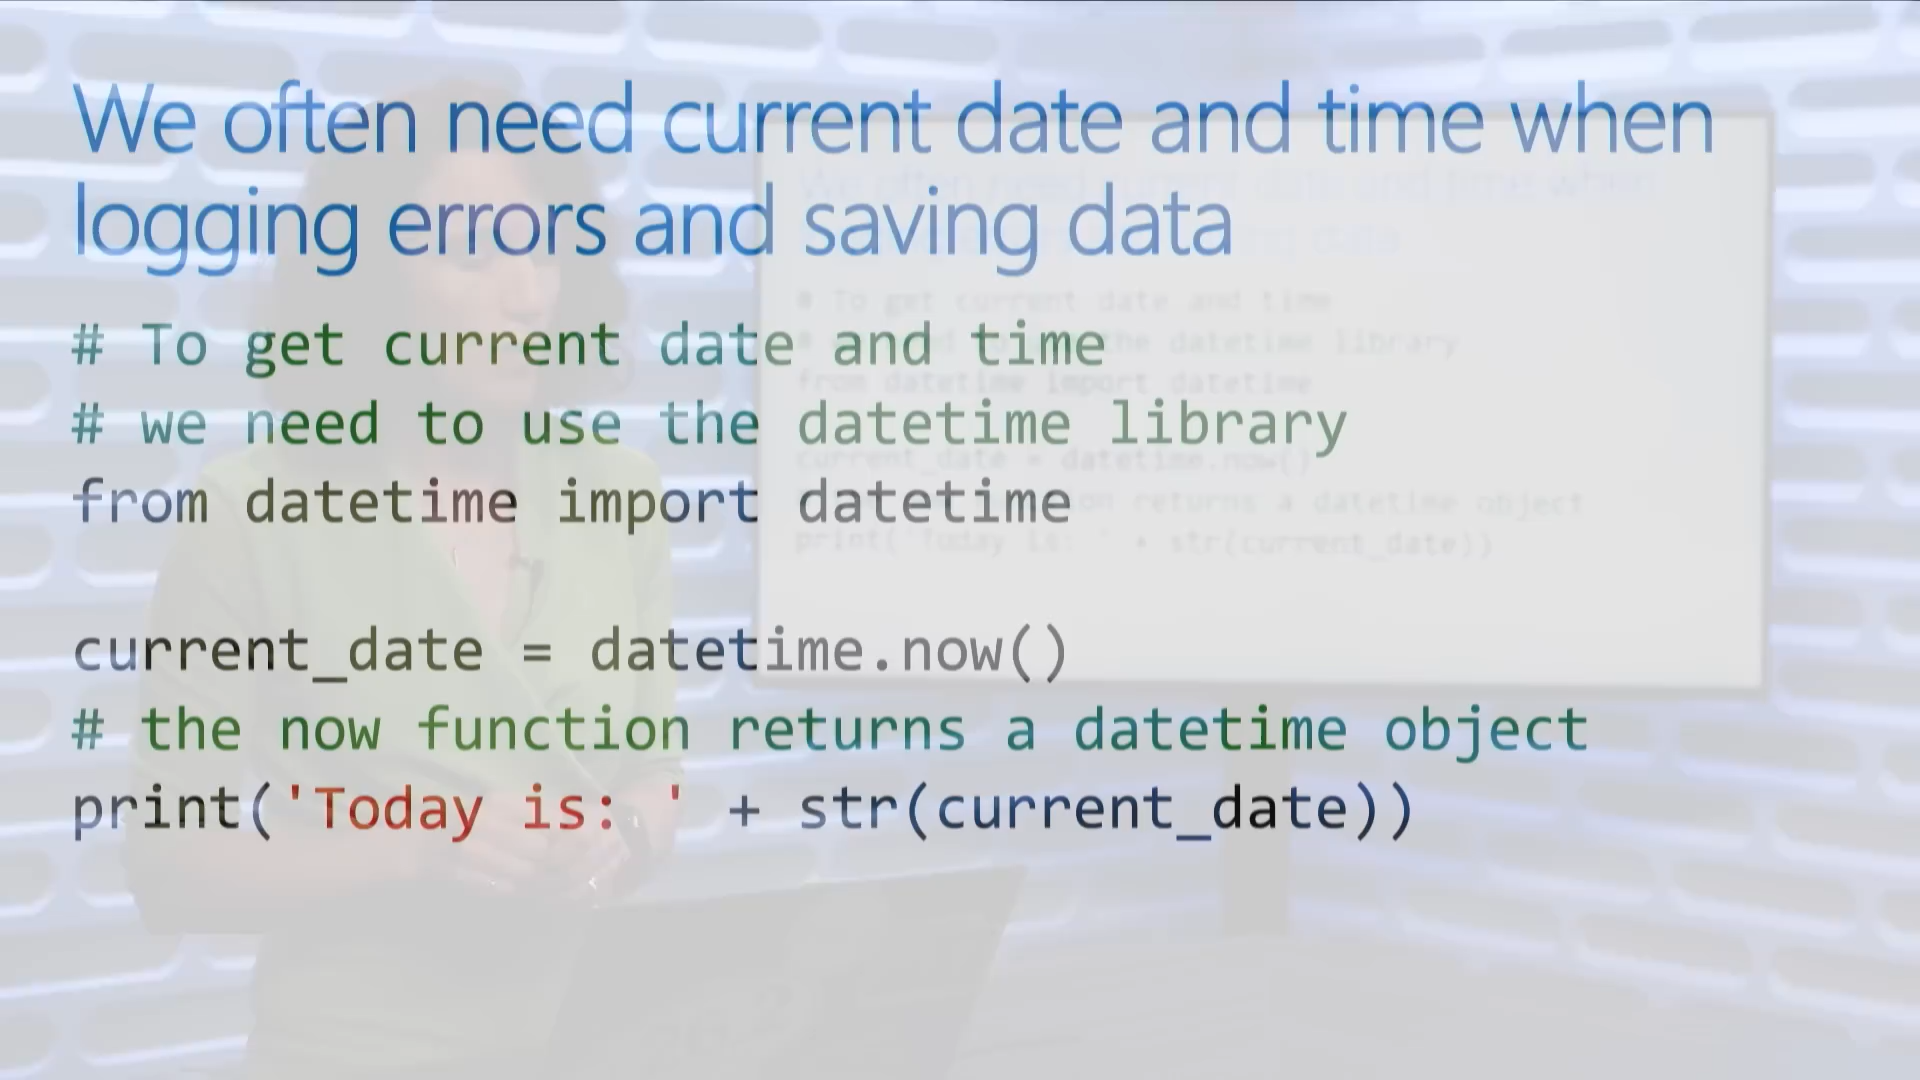 We often need current date and time when
logging errors and saving data
# To get current date and time
# we need to use the datetime library
from datetime import datetime
current_date = datetime.now()
# the now function returns a datetime object
print('Today is: ' + str(current_date))